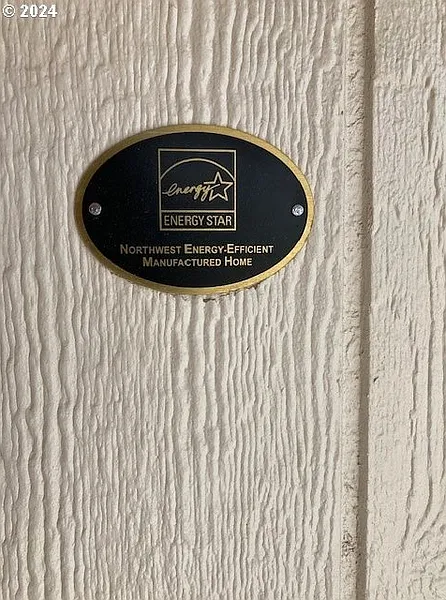 © 2024
energy
ENERGY STAR
NORTHWEST ENERGY-EFFICIENT
MANUFACTURED HOME